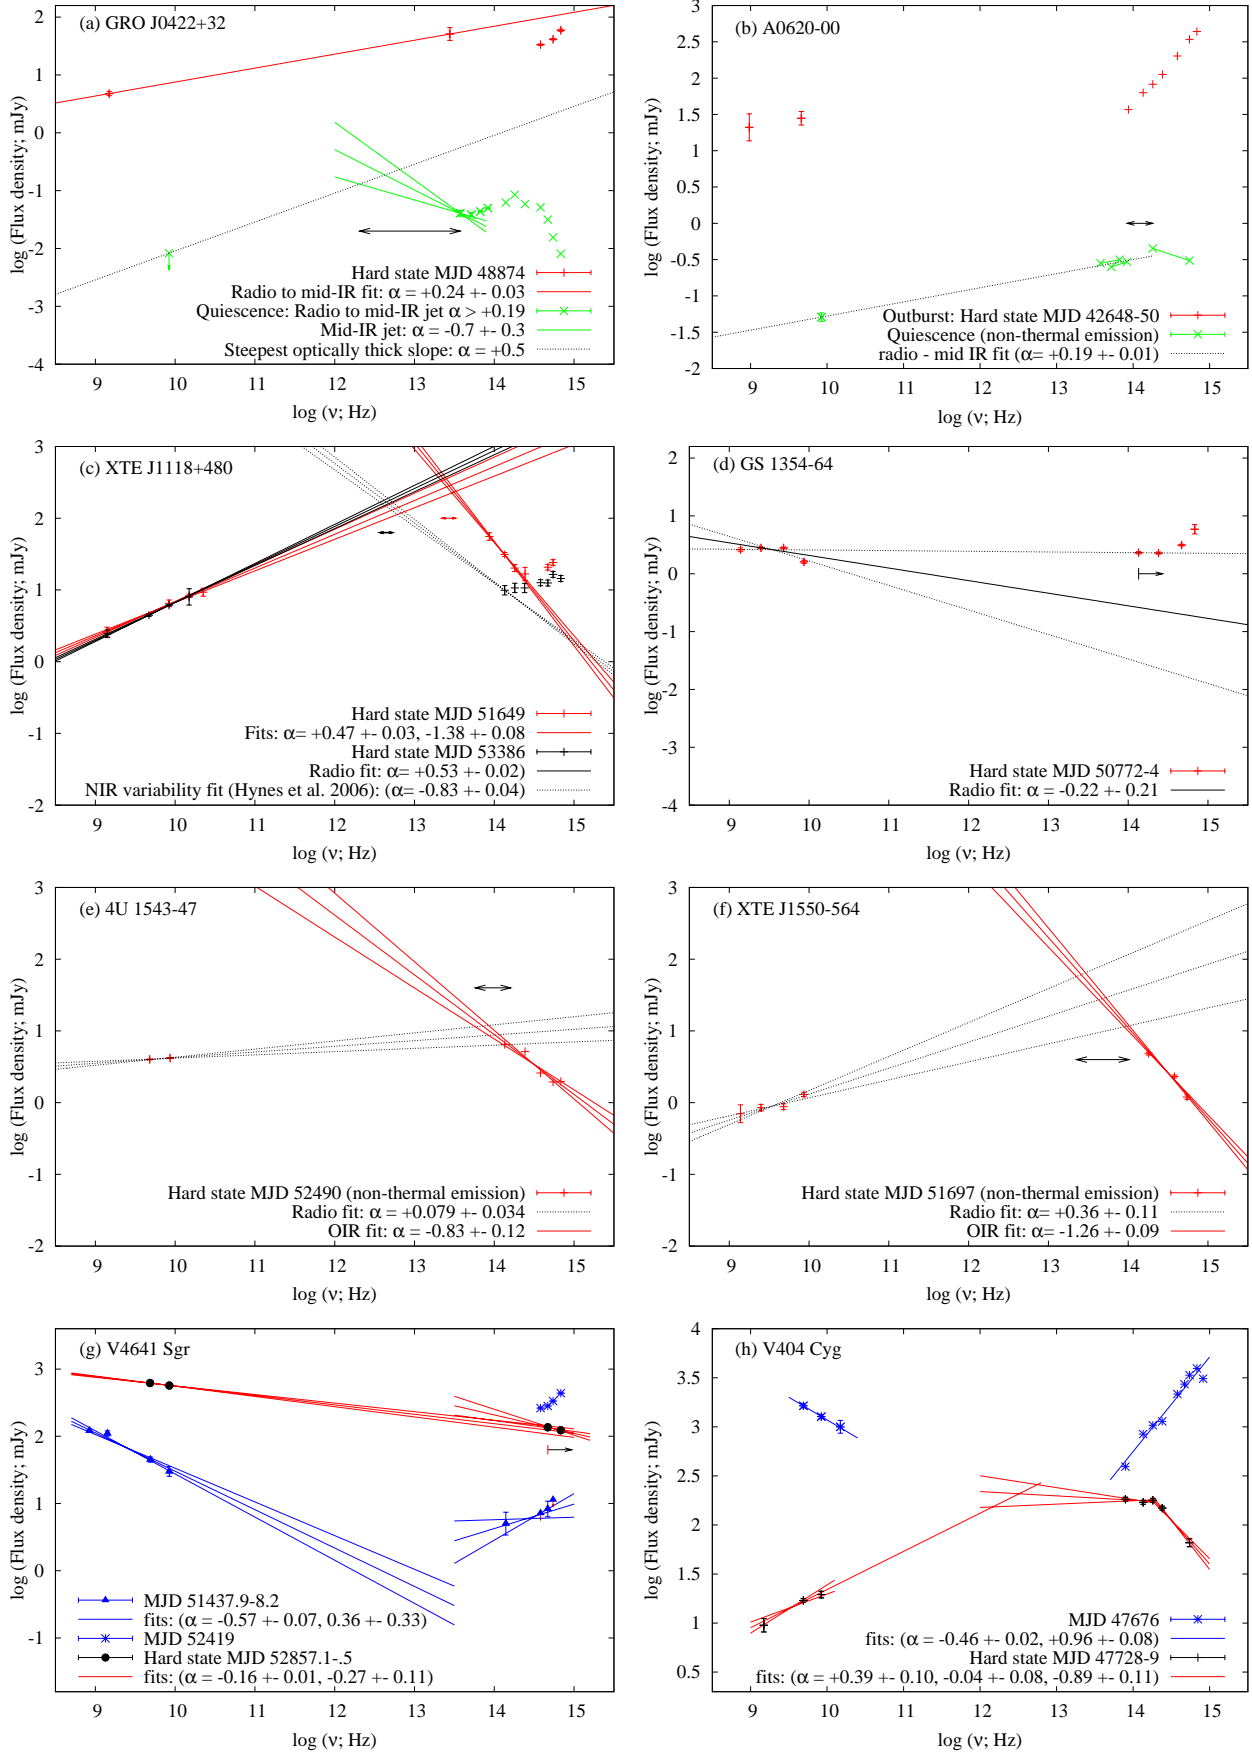 (a) GRO J0422+32
log (Flux density; mJy)
2
1
0
-1
-2
-3
-4
Hard state MJD 48874
Radio to mid-IR fit: α = +0.24 +- 0.03
Quiescence: Radio to mid-IR jet α > +0.19
Mid-IR jet: α = -0.7 +- 0.3
Steepest optically thick slope: α = +0.5
9 10 11 12 13 14 15
log (ν; Hz)
(b) A0620-00
log (Flux density; mJy)
2.5
2
1.5
1
0.5
0
-0.5
-1
-1.5
-2
Outburst: Hard state MJD 42648-50
Quiescence (non-thermal emission)
radio - mid IR fit (α= +0.19 +- 0.01)
9 10 11 12 13 14 15
log (ν; Hz)
(c) XTE J1118+480
log (Flux density; mJy)
3
2
1
0
-1
-2
Hard state MJD 51649
Fits: α= +0.47 +- 0.03, -1.38 +- 0.08
Hard state MJD 53386
Radio fit: α= +0.53 +- 0.02)
NIR variability fit (Hynes et al. 2006): (α= -0.83 +- 0.04)
9 10 11 12 13 14 15
log (ν; Hz)
(d) GS 1354-64
log (Flux density; mJy)
2
1
0
-1
-2
-3
-4
Hard state MJD 50772-4
Radio fit: α = -0.22 +- 0.21
9 10 11 12 13 14 15
log (ν; Hz)
(e) 4U 1543-47
log (Flux density; mJy)
3
2
1
0
-1
-2
Hard state MJD 52490 (non-thermal emission)
Radio fit: α = +0.079 +- 0.034
OIR fit: α = -0.83 +- 0.12
9 10 11 12 13 14 15
log (ν; Hz)
(f) XTE J1550-564
log (Flux density; mJy)
3
2
1
0
-1
-2
Hard state MJD 51697 (non-thermal emission)
Radio fit: α = +0.36 +- 0.11
OIR fit: α = -1.26 +- 0.09
9 10 11 12 13 14 15
log (ν; Hz)
(g) V4641 Sgr
log (Flux density; mJy)
3
2
1
0
-1
MJD 51437.9-8.2
fits: (α = -0.57 +- 0.07, 0.36 +- 0.33)
MJD 52419
Hard state MJD 52857.1-.5
fits: (α = -0.16 +- 0.01, -0.27 +- 0.11)
9 10 11 12 13 14 15
log (ν; Hz)
(h) V404 Cyg
log (Flux density; mJy)
4
3.5
3
2.5
2
1.5
1
0.5
MJD 47676
fits: (α = -0.46 +- 0.02, +0.96 +- 0.08)
Hard state MJD 47728-9
fits: (α = +0.39 +- 0.10, -0.04 +- 0.08, -0.89 +- 0.11)
9 10 11 12 13 14 15
log (ν; Hz)